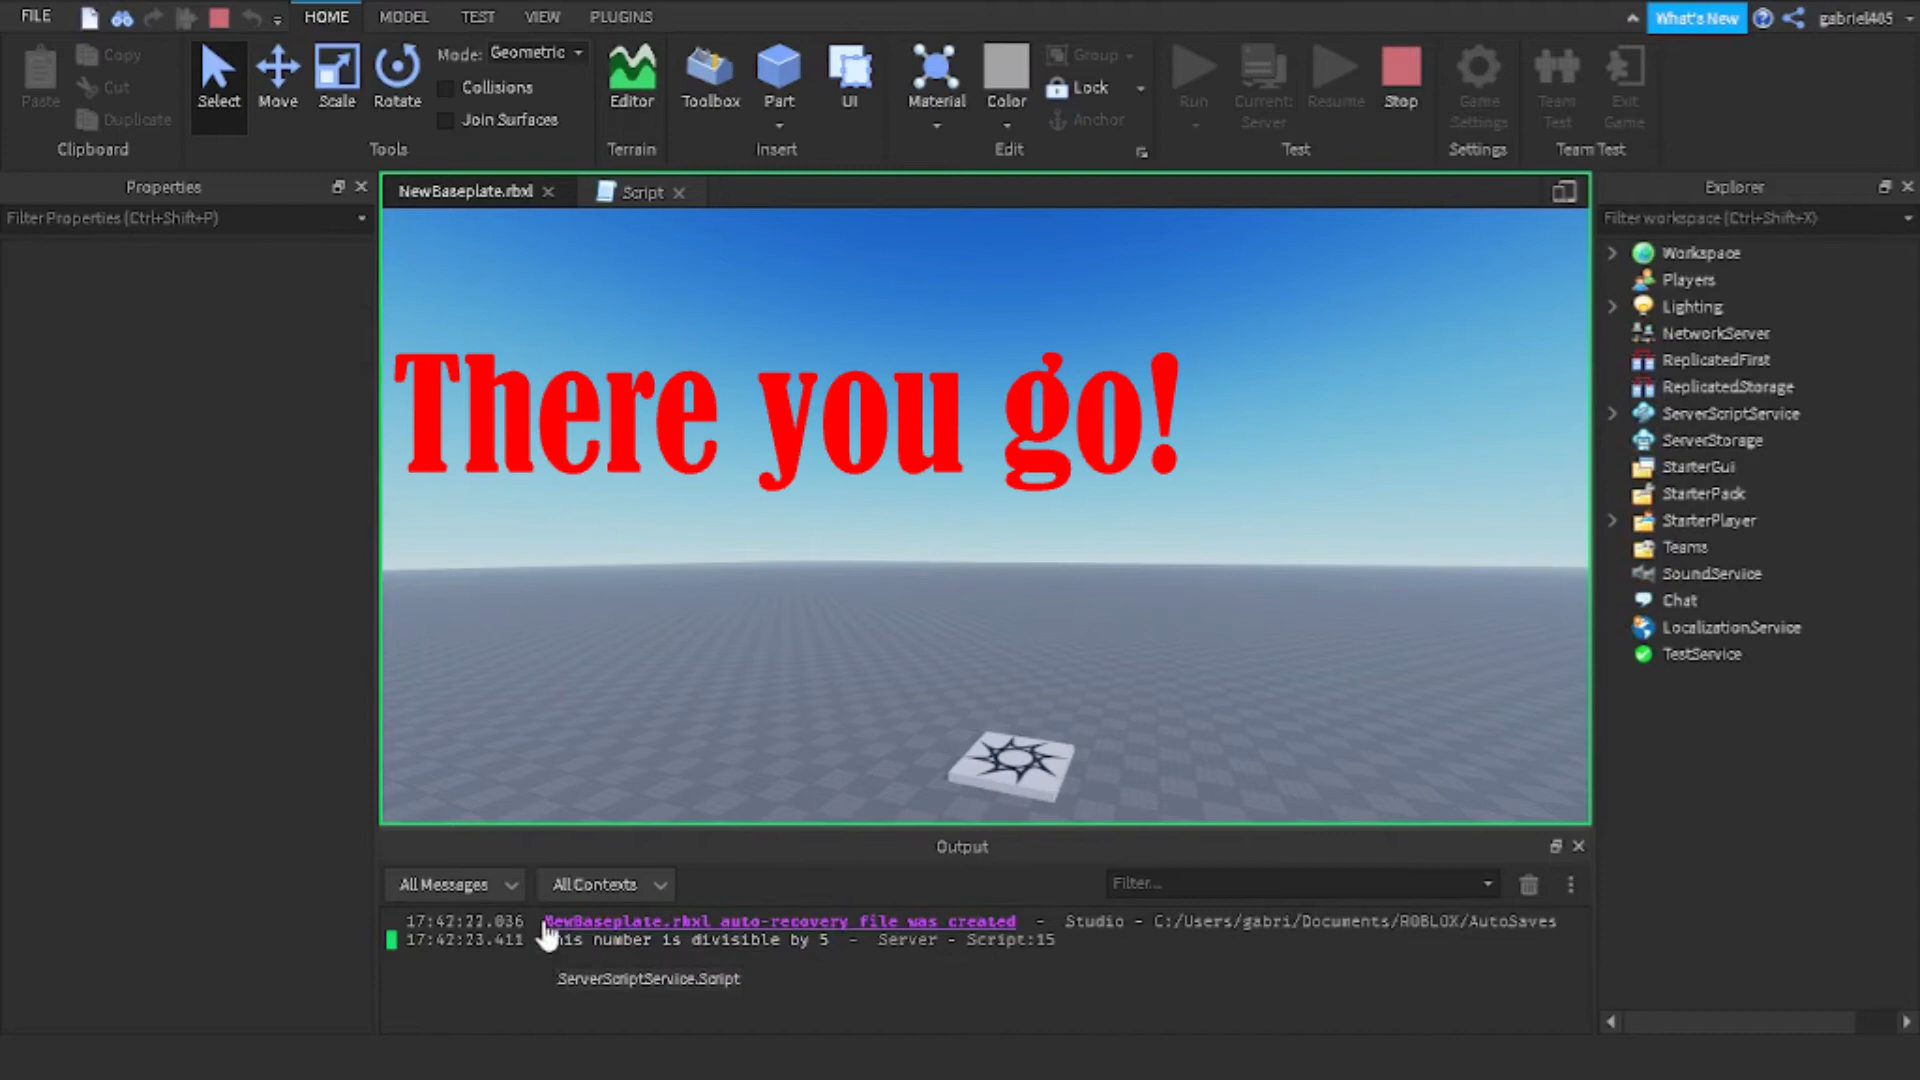 FILE HOME MODEL TEST VIEW PLUGINS What's New gabriel405
Paste Copy Cut Duplicate
Clipboard
Select Move Scale Rotate
Mode: Geometric
Collisions
Join Surfaces
Tools
Editor
Terrain
Toolbox Part UI
Insert
Material Color
Group
Lock
Anchor
Edit
Run Current: Server Resume Stop
Test
Game Settings
Settings
Team Test Exit Game
Team Test
Properties
Filter Properties (Ctrl+Shift+P)
NewBaseplate.rbxl Script
There you go!
Explorer
Filter workspace (Ctrl+Shift+X)
Workspace
Players
Lighting
NetworkServer
ReplicatedFirst
ReplicatedStorage
ServerScriptService
ServerStorage
StarterGui
StarterPack
StarterPlayer
Teams
SoundService
Chat
LocalizationService
TestService
Output
All Messages All Contexts Filter...
17:42:22.036 NewBaseplate.rbxl auto-recovery file was created - Studio - C:/Users/gabri/Documents/ROBLOX/AutoSaves
17:42:23.411 This number is divisible by 5 - Server - Script:15
ServerScriptService.Script